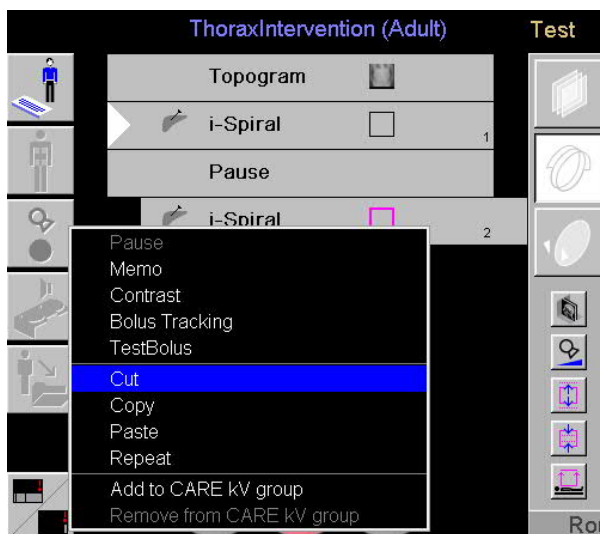 ThoraxIntervention (Adult)
Test
Topogram
i-Spiral
1
Pause
i-Spiral
2
Pause
Memo
Contrast
Bolus Tracking
TestBolus
Cut
Copy
Paste
Repeat
Add to CARE kV group
Remove from CARE kV group